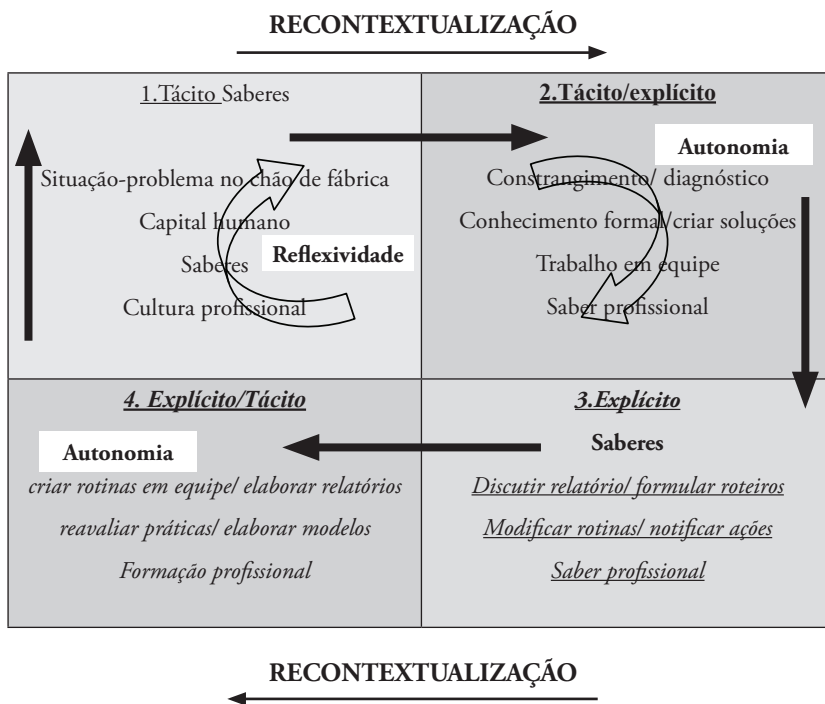 RECONTEXTUALIZAÇÃO
1.Tácito Saberes
Situação-problema no chão de fábrica
Capital humano
Reflexividade
Saberes
Cultura profissional
2.Tácito/explícito
Autonomia
Constrangimento/ diagnóstico
Conhecimento formal/criar soluções
Trabalho em equipe
Saber profissional
4. Explícito/Tácito
Autonomia
criar rotinas em equipe/ elaborar relatórios
reavaliar práticas/ elaborar modelos
Formação profissional
3.Explícito
Saberes
Discutir relatório/ formular roteiros
Modificar rotinas/ notificar ações
Saber profissional
RECONTEXTUALIZAÇÃO